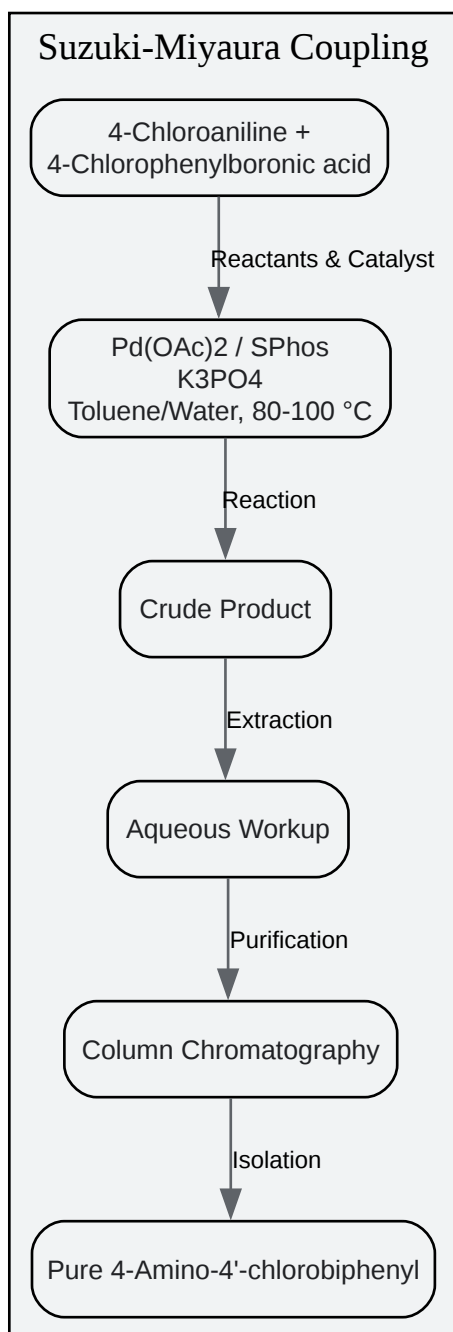 Suzuki-Miyaura Coupling
4-Chloroaniline +
4-Chlorophenylboronic acid
Reactants & Catalyst
Pd(OAc)2 / SPhos
K3PO4
Toluene/Water, 80-100 °C
Reaction
Crude Product
Extraction
Aqueous Workup
Purification
Column Chromatography
Isolation
Pure 4-Amino-4'-chlorobiphenyl